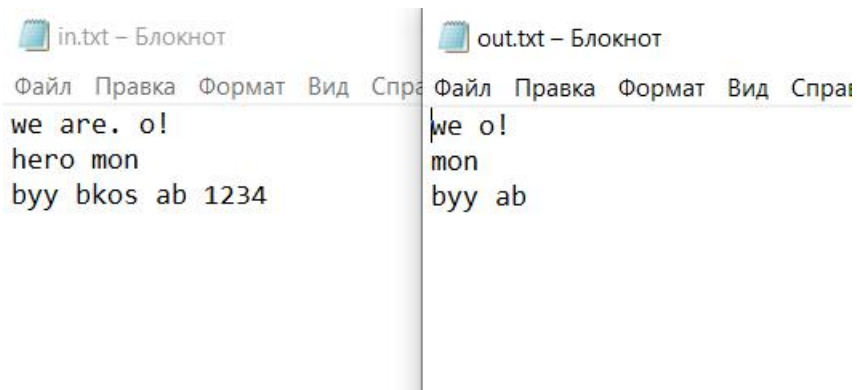 in.txt – Блокнот
Файл Правка Формат Вид
we are. o!
hero mon
byy bkos ab 1234
out.txt – Блокнот
Файл Правка Формат Вид
we o!
mon
byy ab